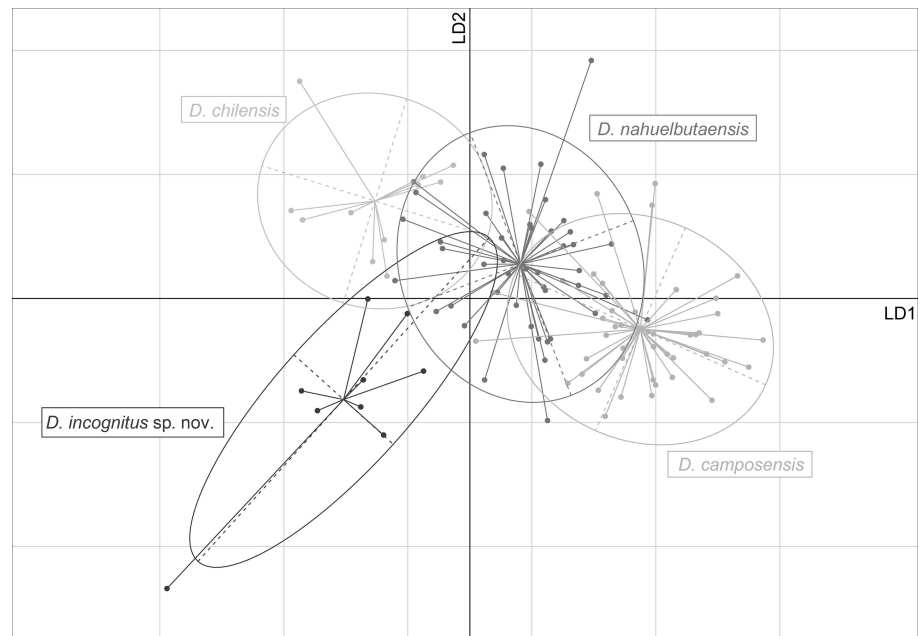 LD2
D. chilensis
D. nahuelbutaensis
LD1
D. incognitus sp. nov.
D. camposensis